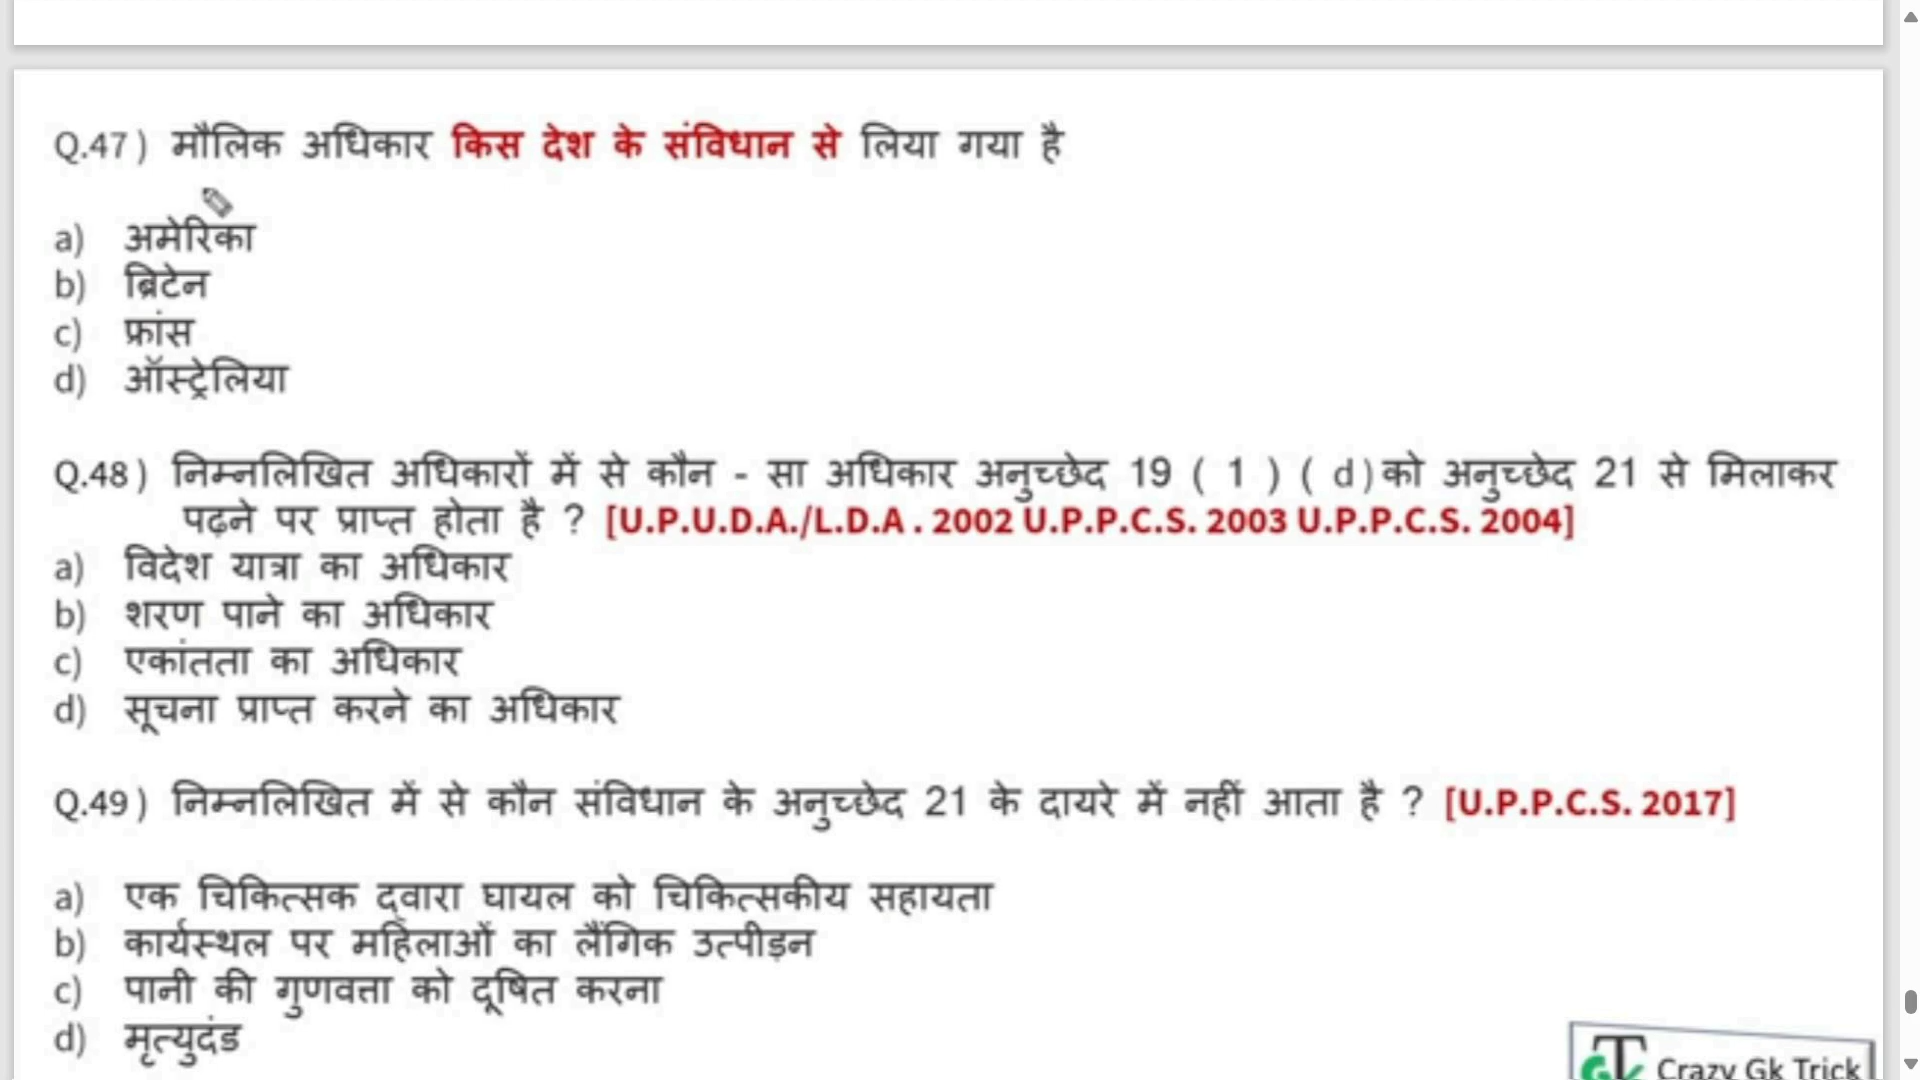 Q.47) मौलिक अधिकार किस देश के संविधान से लिया गया है
a) अमेरिका
b) ब्रिटेन
c) फ्रांस
d) ऑस्ट्रेलिया
Q.48) निम्नलिखित अधिकारों में से कौन - सा अधिकार अनुच्छेद 19 ( 1 ) ( d)को अनुच्छेद 21 से मिलाकर
पढ़ने पर प्राप्त होता है ? [U.P.U.D.A./L.D.A . 2002 U.P.P.C.S. 2003 U.P.P.C.S. 2004]
a) विदेश यात्रा का अधिकार
b) शरण पाने का अधिकार
c) एकांतता का अधिकार
d) सूचना प्राप्त करने का अधिकार
Q.49) निम्नलिखित में से कौन संविधान के अनुच्छेद 21 के दायरे में नहीं आता है ? [U.P.P.C.S. 2017]
a) एक चिकित्सक द्वारा घायल को चिकित्सकीय सहायता
b) कार्यस्थल पर महिलाओं का लैंगिक उत्पीड़न
c) पानी की गुणवत्ता को दूषित करना
d) मृत्युदंड
Crazy Gk Trick